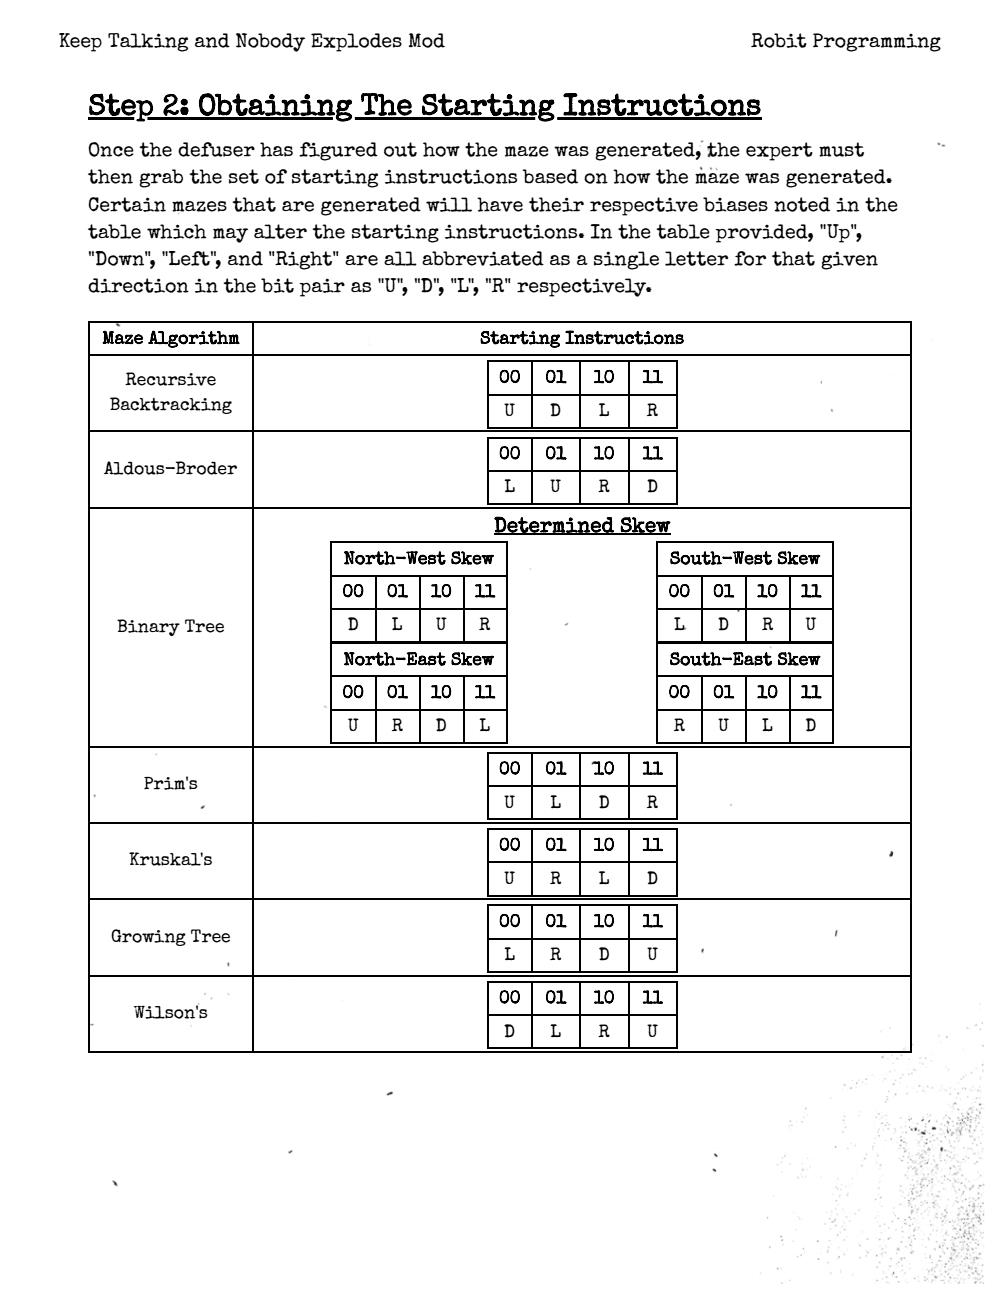 Keep Talking and Nobody Explodes Mod Robit Programming
Step 2: Obtaining The Starting Instructions
Once the defuser has figured out how the maze was generated, the expert must
then grab the set of starting instructions based on how the maze was generated.
Certain mazes that are generated will have their respective biases noted in the
table which may alter the starting instructions. In the table provided, "Up",
"Down", "Left", and "Right" are all abbreviated as a single letter for that given
direction in the bit pair as "U", "D", "L", "R" respectively.
Maze Algorithm Starting Instructions
Recursive
Backtracking
00 01 10 11
U D L R
Aldous-Broder
00 01 10 11
L U R D
Binary Tree
Determined Skew
North-West Skew
00 01 10 11
D L U R
North-East Skew
00 01 10 11
U R D L
South-West Skew
00 01 10 11
L D R U
South-East Skew
00 01 10 11
R U L D
Prim's
00 01 10 11
U L D R
Kruskal's
00 01 10 11
U R L D
Growing Tree
00 01 10 11
L R D U
Wilson's
00 01 10 11
D L R U